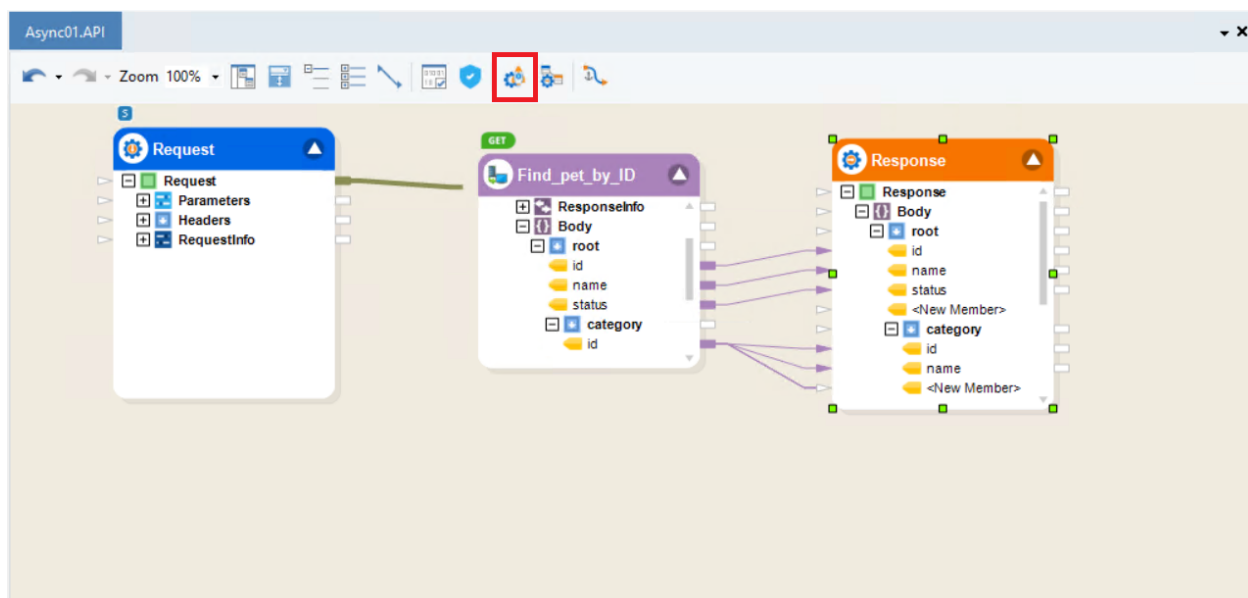 Async01.API
Zoom 100%
S
Request
Request
Parameters
Headers
RequestInfo
GET
Find_pet_by_ID
ResponseInfo
Body
root
id
name
status
category
id
Response
Response
Body
root
id
name
status
<New Member>
category
id
name
<New Member>